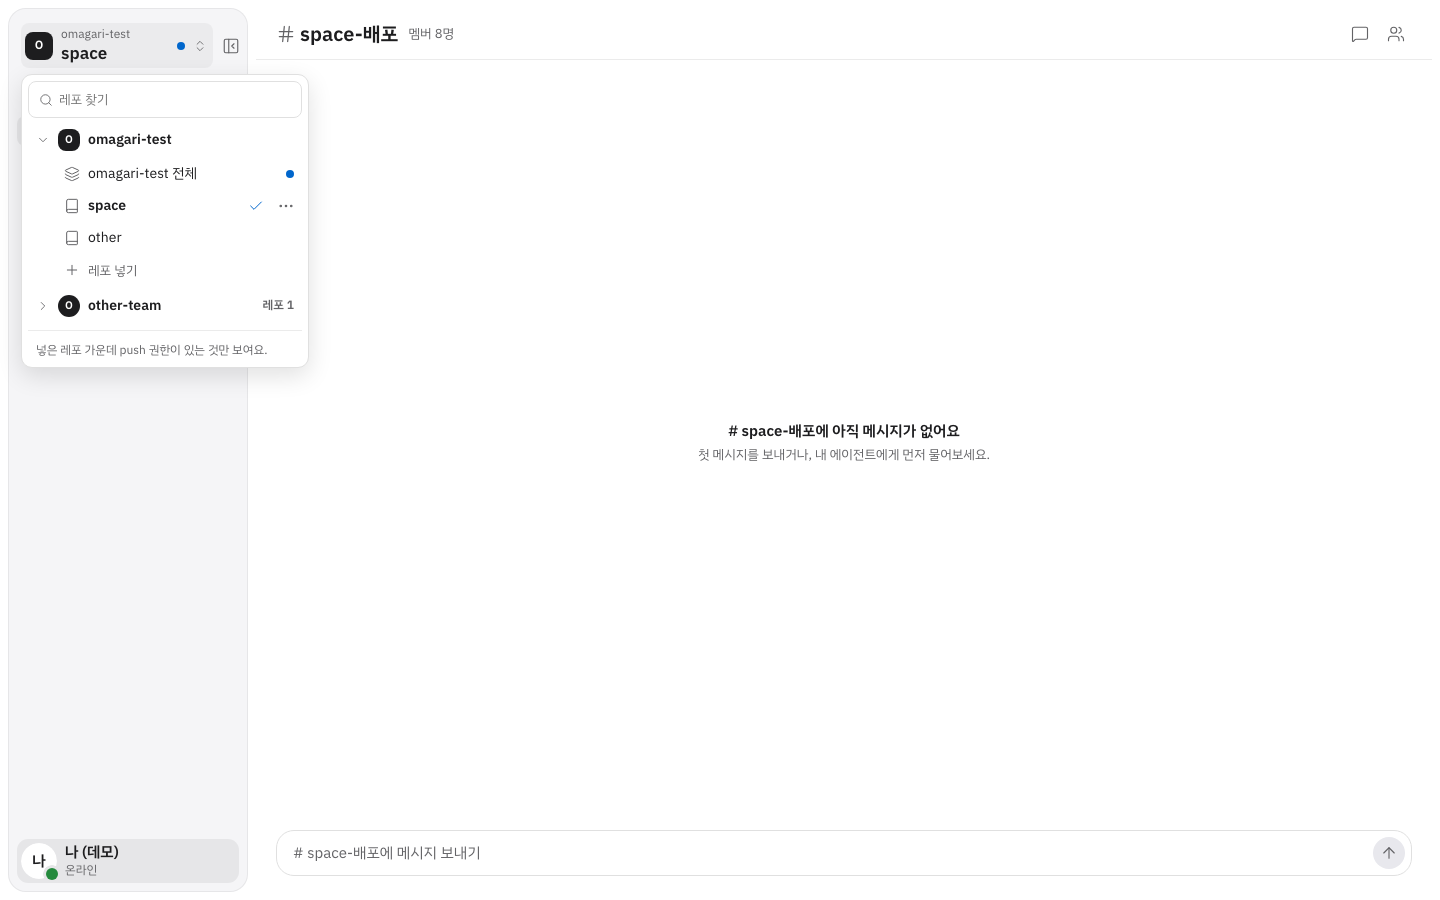 O
omagari-test
space
레포 찾기
O omagari-test
omagari-test 전체
space
other
레포 넣기
O other-team 레포 1
넣은 레포 가운데 push 권한이 있는 것만 보여요.
나
나 (데모)
온라인
# space-배포 멤버 8명
# space-배포에 아직 메시지가 없어요
첫 메시지를 보내거나, 내 에이전트에게 먼저 물어보세요.
# space-배포에 메시지 보내기